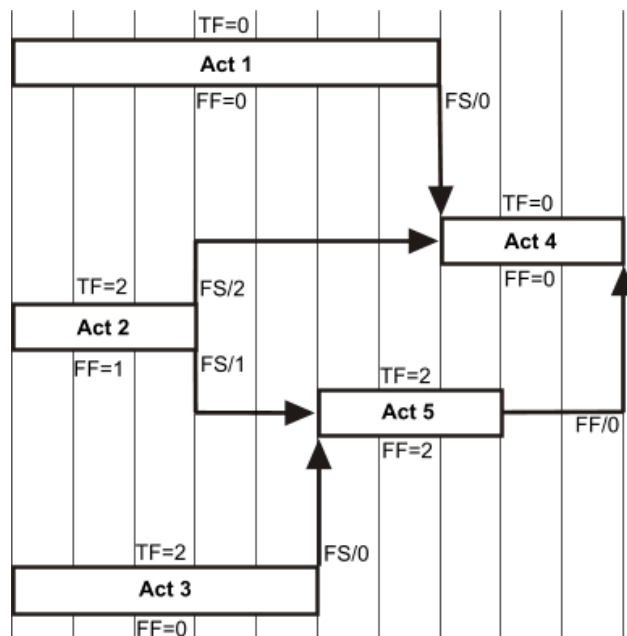 TF=0
Act 1
FF=0
FS/0
TF=0
Act 4
FF=0
TF=2
FS/2
Act 2
FS/1
FF=1
TF=2
Act 5
FF/0
FF=2
TF=2
FS/0
Act 3
FF=0